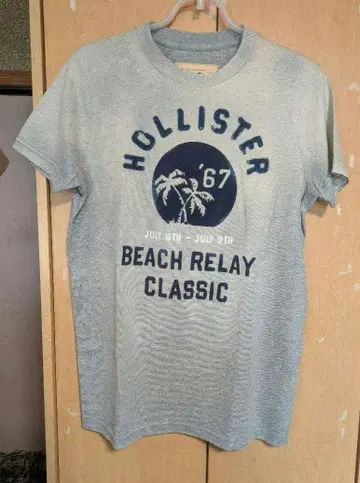 HOLLISTER
'67
JULY 6TH - JULY 9TH
BEACH RELAY
CLASSIC